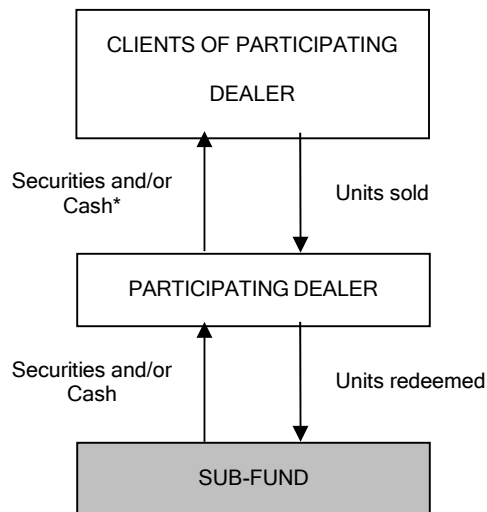 CLIENTS OF PARTICIPATING
DEALER
Securities and/or
Cash*
Units sold
PARTICIPATING DEALER
Securities and/or
Cash
Units redeemed
SUB-FUND